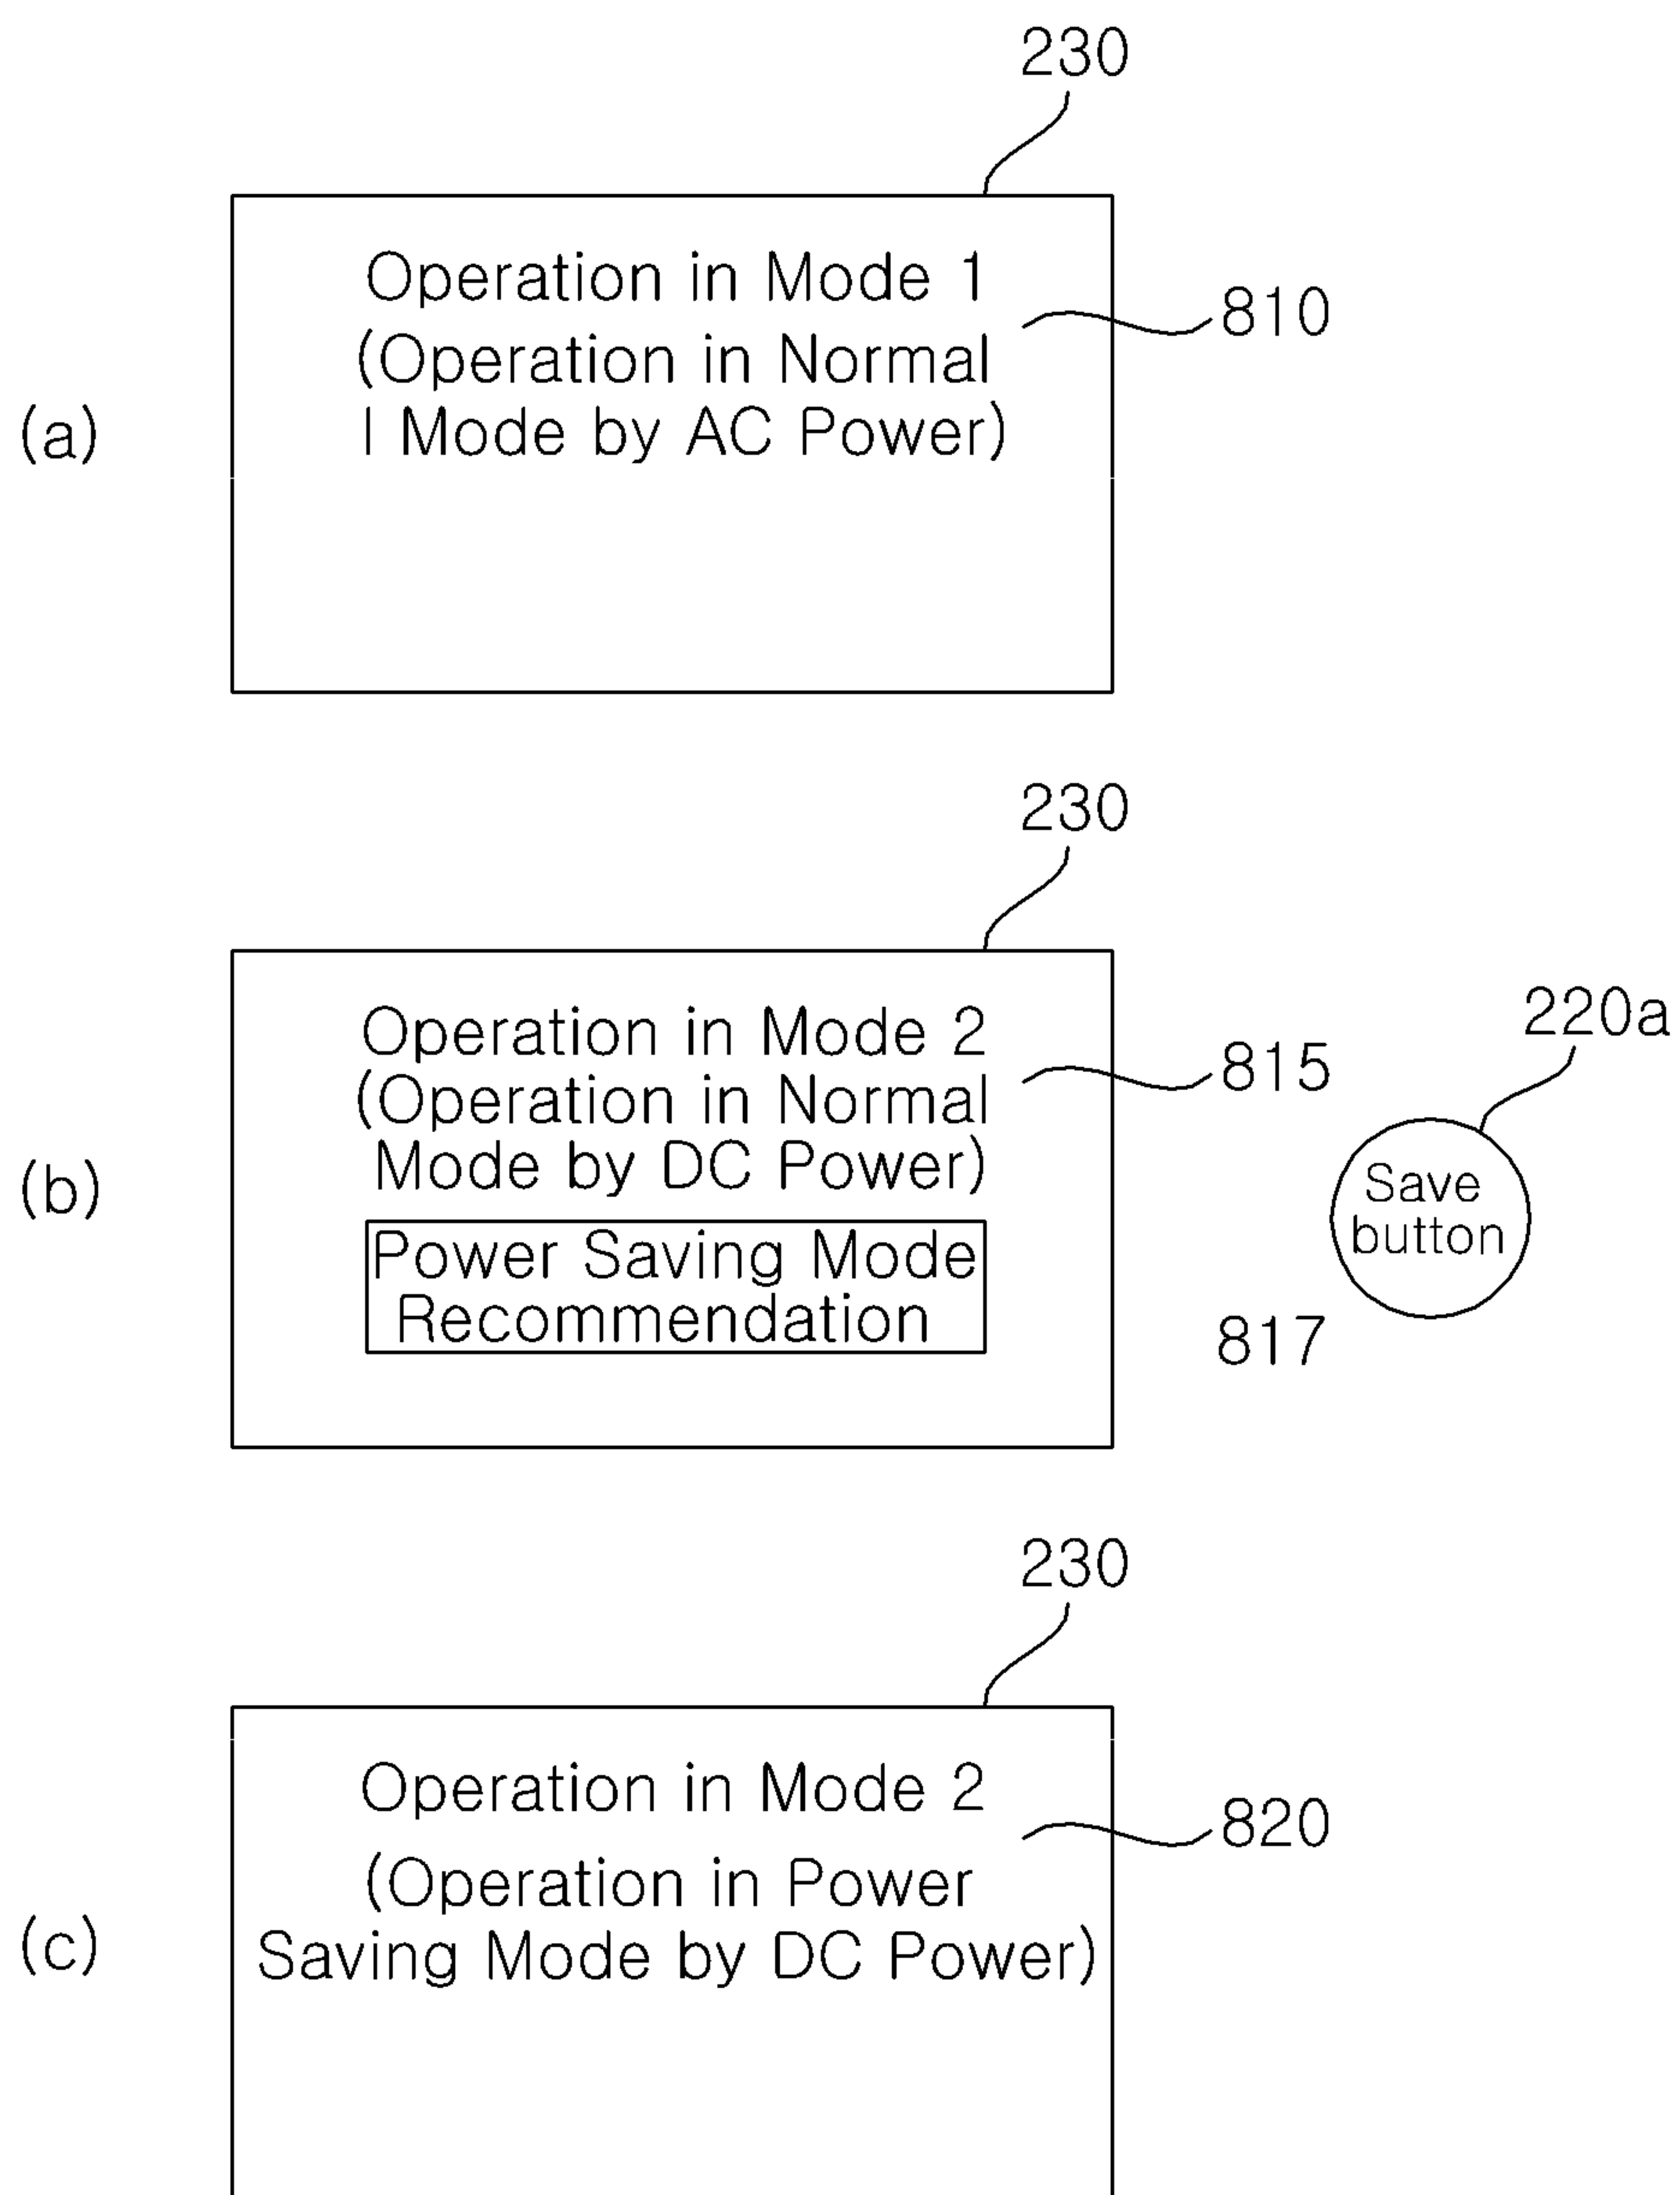 230
Operation in Mode 1
810
(Operation in Normal
(a)
l Mode by AC Power)
230
220a
Operation in Mode 2
815
(Operation in Normal
(b)
Mode by DC Power)
Save
button
Power Saving Mode
Recommendation
817
230
Operation in Mode 2
820
(Operation in Power
(c)
Saving Mode by DC Power)